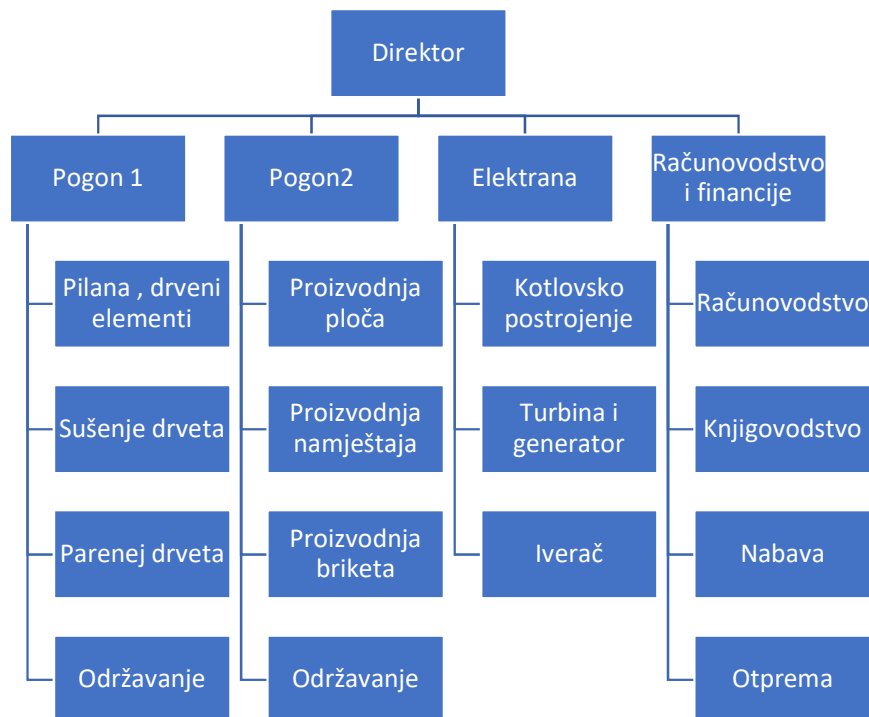 Direktor
Pogon 1
Pilana , drveni
elementi
Sušenje drveta
Parenej drveta
Održavanje
Pogon2
Proizvodnja
ploča
Proizvodnja
namještaja
Proizvodnja
briketa
Održavanje
Elektrana
Kotlovsko
postrojenje
Turbina i
generator
Iverač
Računovodstvo
i financije
Računovodstvo
Knjigovodstvo
Nabava
Otprema